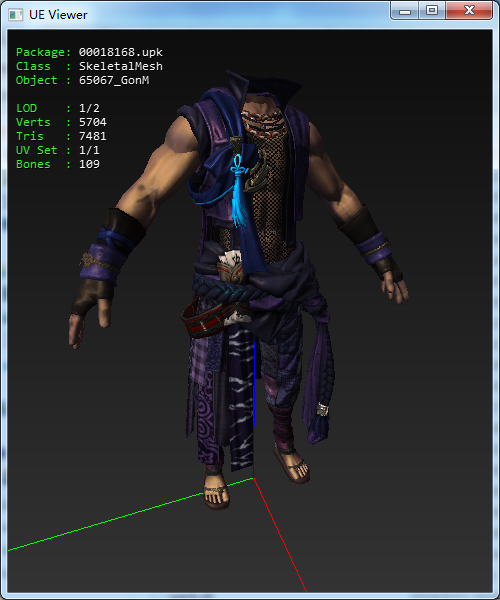 UE Viewer
Package: 00018168.upk
Class  : SkeletalMesh
Object : 65067_GonM
LOD    : 1/2
Verts  : 5704
Tris   : 7481
UV Set : 1/1
Bones  : 109